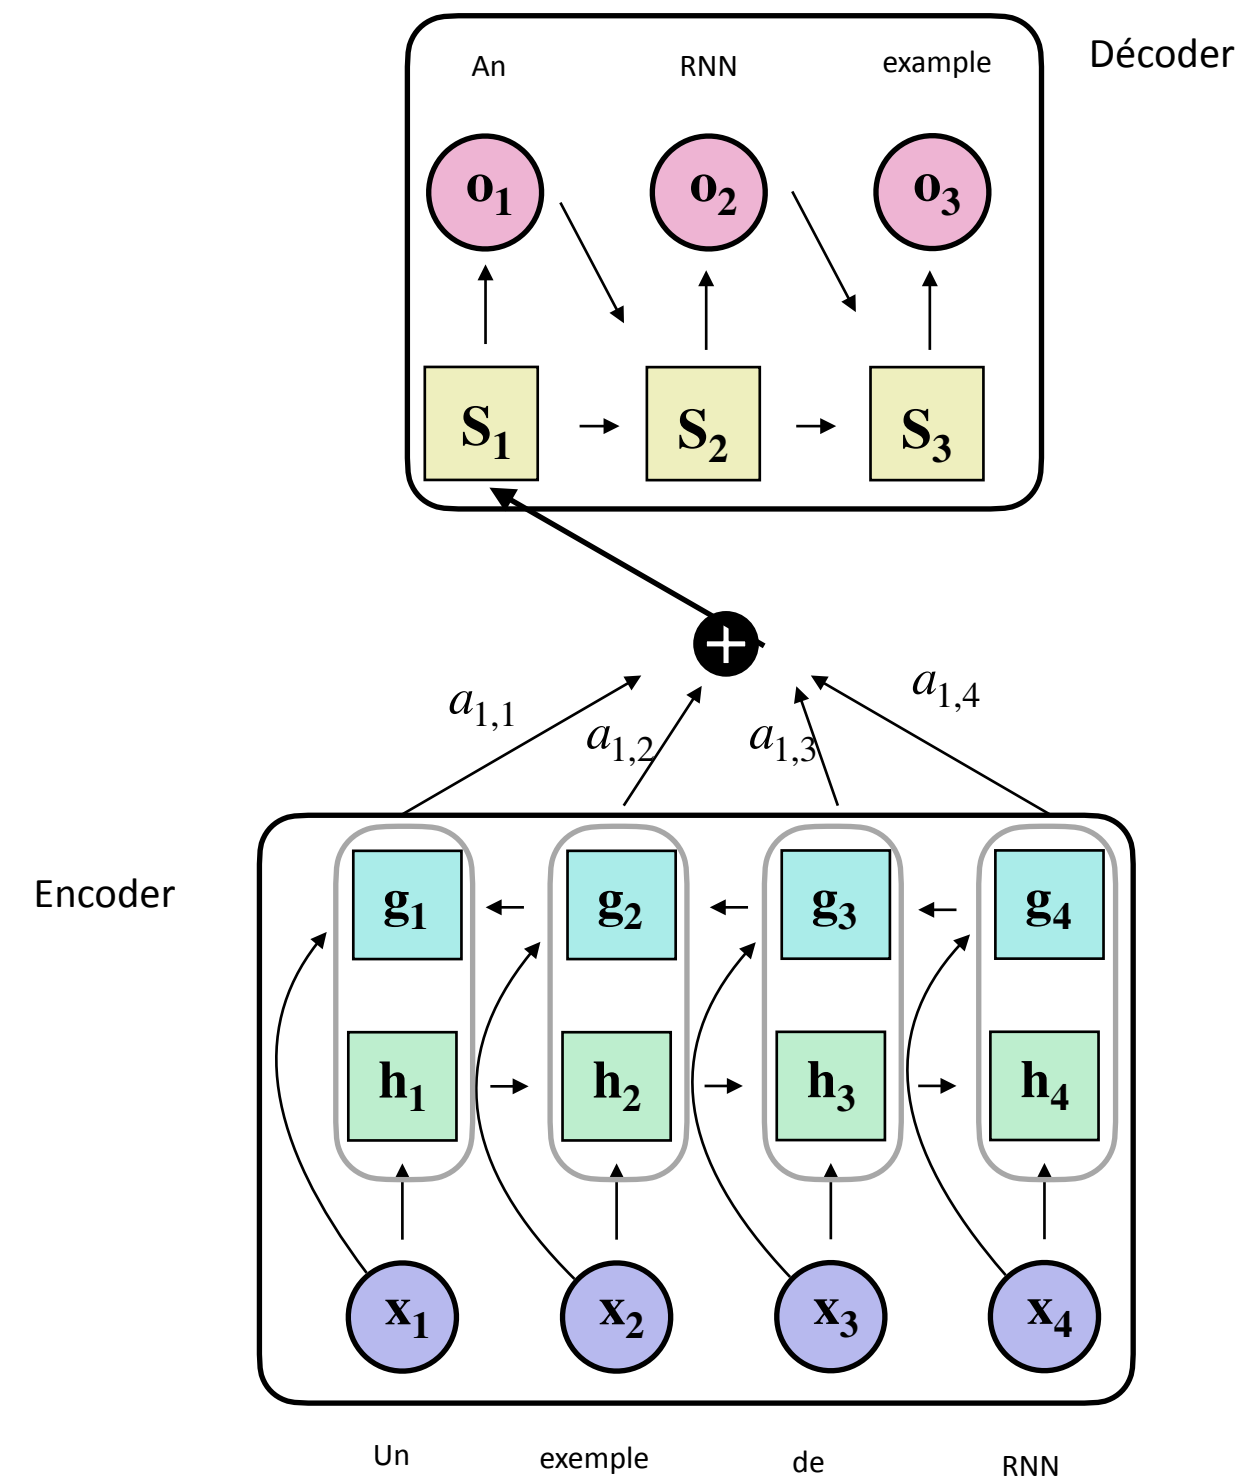 Décoder
An RNN example
o1 o2 o3
S1 S2 S3
+
a1,1 a1,2 a1,3 a1,4
Encoder
g1 g2 g3 g4
h1 h2 h3 h4
x1 x2 x3 x4
Un exemple de RNN